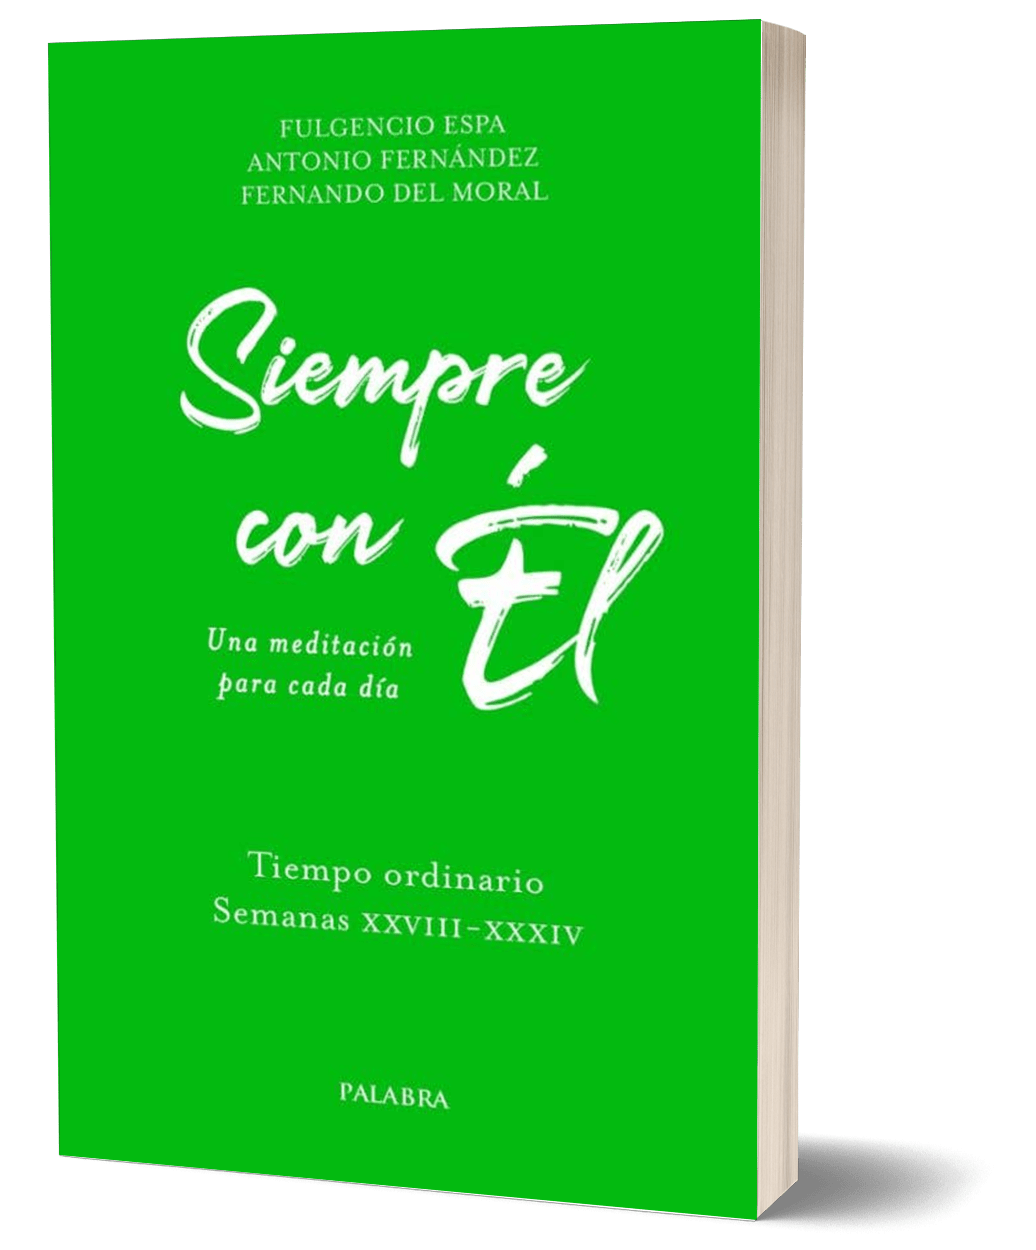 FULGENCIO ESPA
ANTONIO FERNÁNDEZ
FERNANDO DEL MORAL
Siempre
con Él
Una meditación
para cada día
Tiempo ordinario
Semanas XXVIII-XXXIV
PALABRA